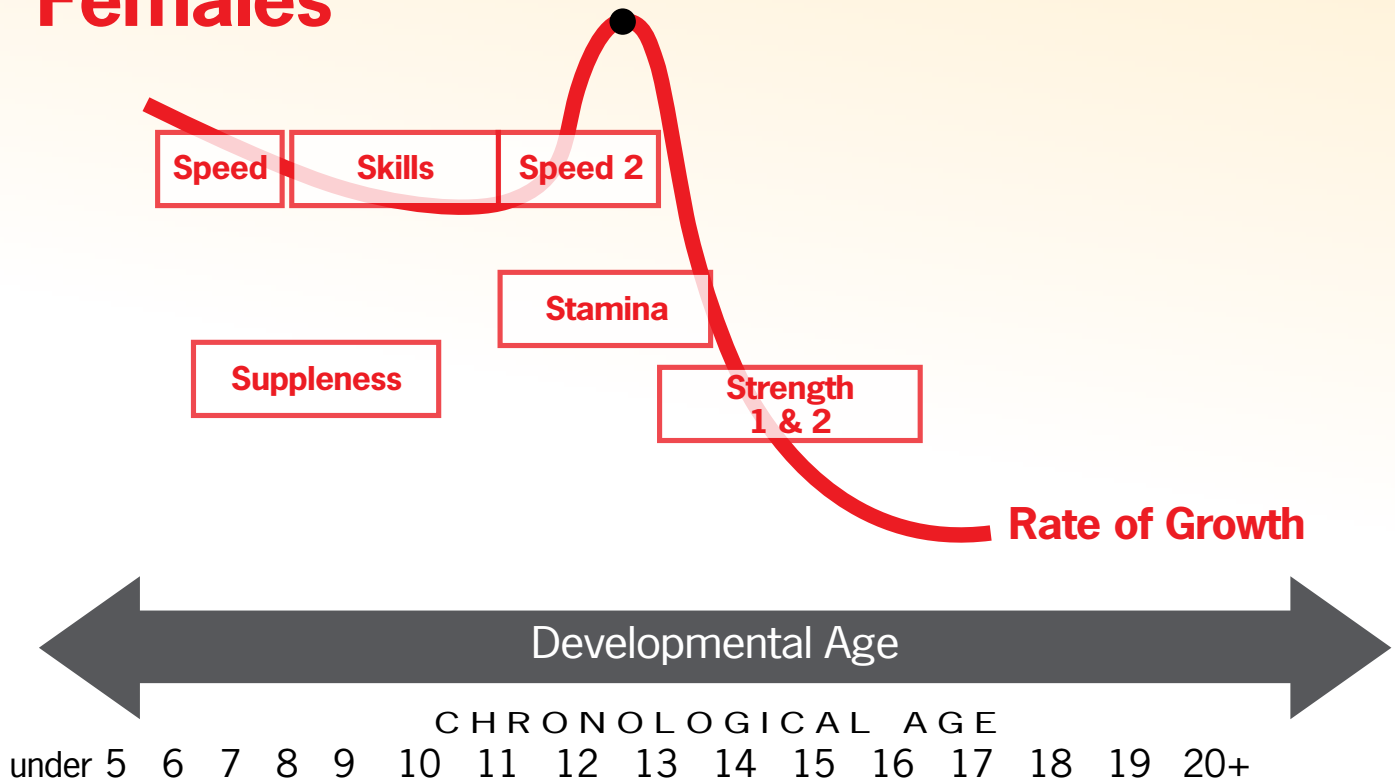 Females
Speed
Skills
Speed 2
Stamina
Suppleness
Strength
1 & 2
Rate of Growth
Developmental Age
CHRONOLOGICAL AGE
under 5 6 7 8 9 10 11 12 13 14 15 16 17 18 19 20+